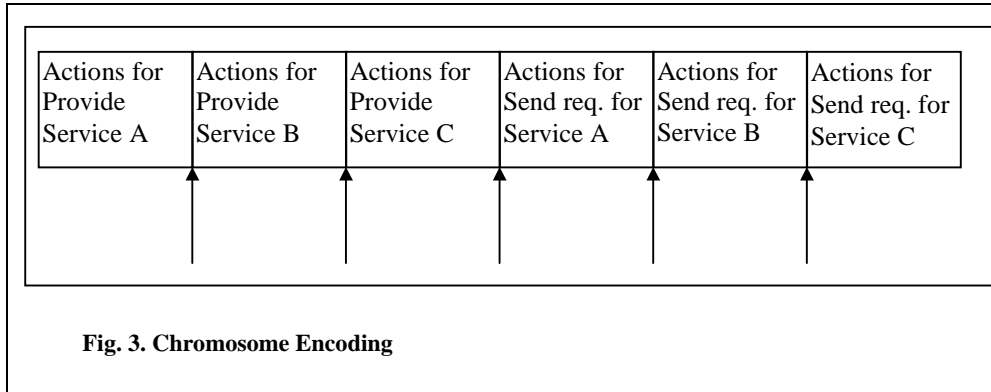 Actions for
Provide
Service A
Actions for
Provide
Service B
Actions for
Provide
Service C
Actions for
Send req. for
Service A
Actions for
Send req. for
Service B
Actions for
Send req. for
Service C
Fig. 3. Chromosome Encoding